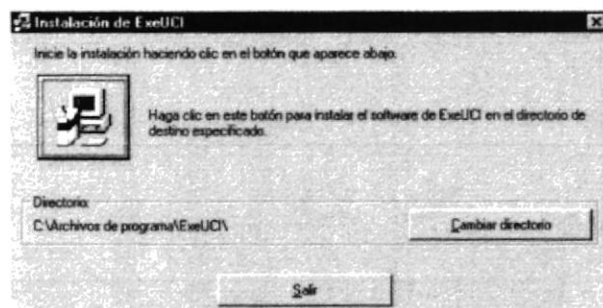 Instalación de ExeUCI
Inicie la instalación haciendo clic en el botón que aparece abajo.
Haga clic en este botón para instalar el software de ExeUCI en el directorio de
destino especificado.
Directorio:
C:\Archivos de programa\ExeUCI\
Cambiar directorio
Salir